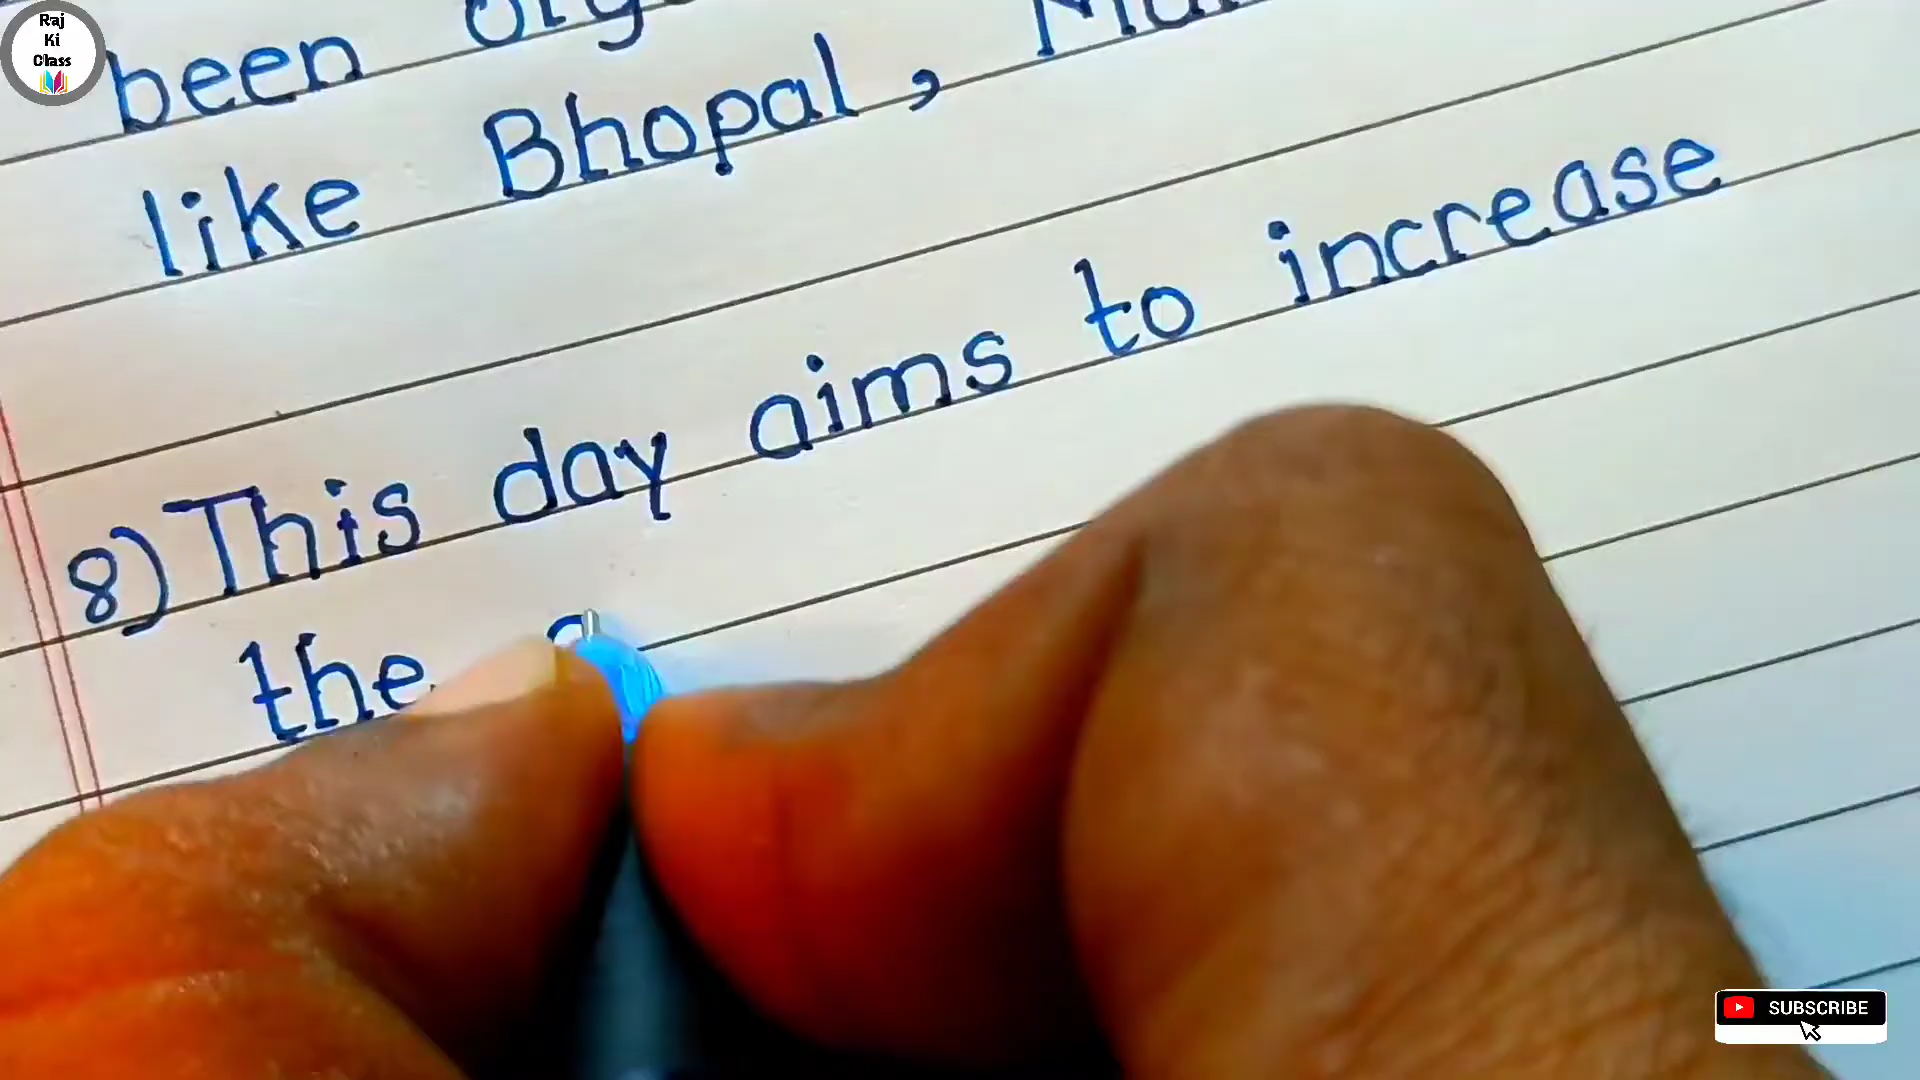 Raj
Ki
Class
been
like Bhopal,
8) This day aims to increase
the
SUBSCRIBE